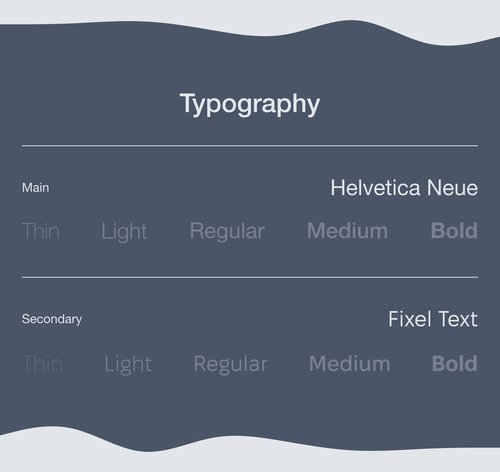 Typography
Main Helvetica Neue
Thin Light Regular Medium Bold
Secondary Fixel Text
Thin Light Regular Medium Bold